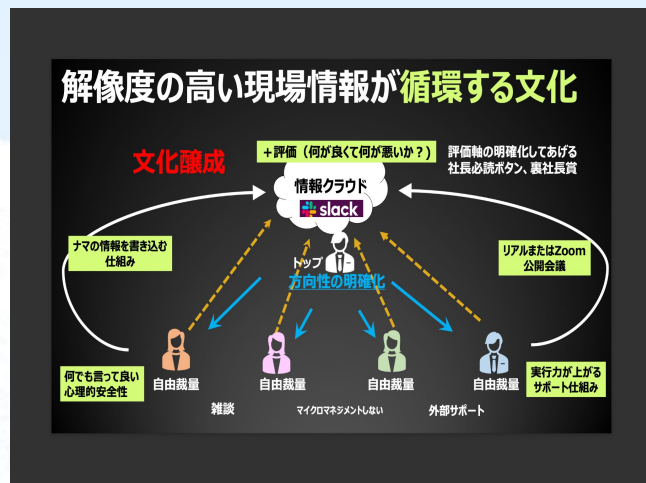 解像度の高い現場情報が循環する文化
文化醸成
+評価（何が良くて何が悪いか？）
評価軸の明確化してあげる
社長必読ボタン、裏社長賞
情報クラウド
slack
ナマの情報を書き込む
仕組み
リアルまたはZoom
公開会議
トップ
方向性の明確化
何でも言って良い
心理的安全性
自由裁量
自由裁量
自由裁量
自由裁量
実行力が上がる
サポート仕組み
雑談
マイクロマネジメントしない
外部サポート